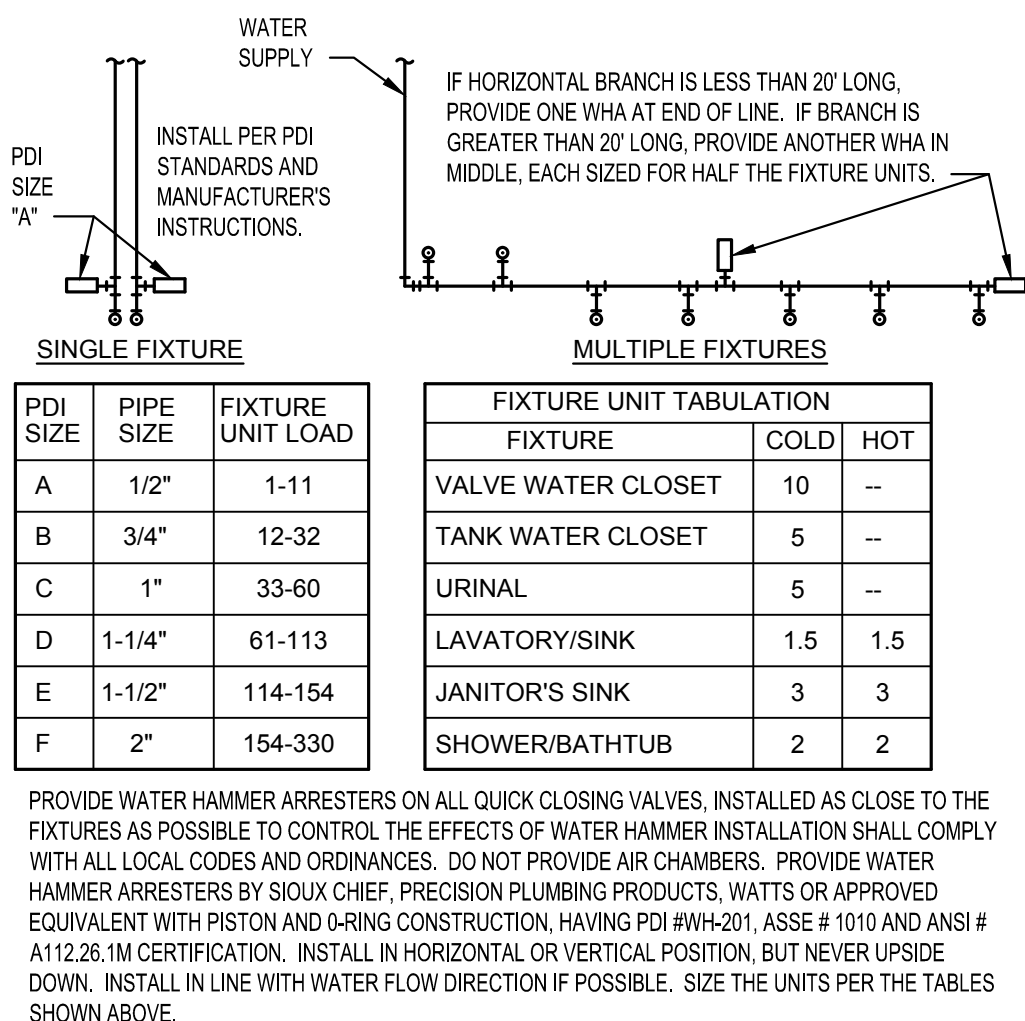 WATER
SUPPLY
IF HORIZONTAL BRANCH IS LESS THAN 20' LONG,
PROVIDE ONE WHA AT END OF LINE. IF BRANCH IS
GREATER THAN 20' LONG, PROVIDE ANOTHER WHA IN
MIDDLE, EACH SIZED FOR HALF THE FIXTURE UNITS.
PDI
SIZE
"A"
INSTALL PER PDI
STANDARDS AND
MANUFACTURER'S
INSTRUCTIONS.
SINGLE FIXTURE
MULTIPLE FIXTURES
PDI SIZE PIPE SIZE FIXTURE UNIT LOAD
A 1/2" 1-11
B 3/4" 12-32
C 1" 33-60
D 1-1/4" 61-113
E 1-1/2" 114-154
F 2" 154-330
FIXTURE UNIT TABULATION
FIXTURE COLD HOT
VALVE WATER CLOSET 10 --
TANK WATER CLOSET 5 --
URINAL 5 --
LAVATORY/SINK 1.5 1.5
JANITOR'S SINK 3 3
SHOWER/BATHTUB 2 2
PROVIDE WATER HAMMER ARRESTERS ON ALL QUICK CLOSING VALVES, INSTALLED AS CLOSE TO THE
FIXTURES AS POSSIBLE TO CONTROL THE EFFECTS OF WATER HAMMER INSTALLATION SHALL COMPLY
WITH ALL LOCAL CODES AND ORDINANCES. DO NOT PROVIDE AIR CHAMBERS. PROVIDE WATER
HAMMER ARRESTERS BY SIOUX CHIEF, PRECISION PLUMBING PRODUCTS, WATTS OR APPROVED
EQUIVALENT WITH PISTON AND 0-RING CONSTRUCTION, HAVING PDI #WH-201, ASSE # 1010 AND ANSI #
A112.26.1M CERTIFICATION. INSTALL IN HORIZONTAL OR VERTICAL POSITION, BUT NEVER UPSIDE
DOWN. INSTALL IN LINE WITH WATER FLOW DIRECTION IF POSSIBLE. SIZE THE UNITS PER THE TABLES
SHOWN ABOVE.